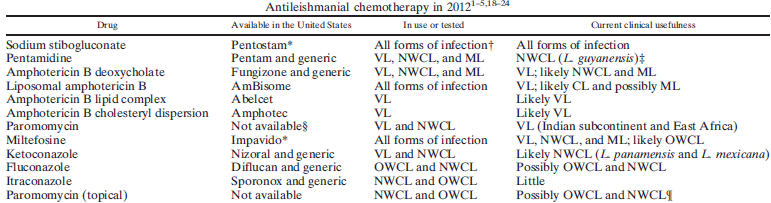 Antileishmanial chemotherapy in 20121–5,18–24
Drug Available in the United States In use or tested Current clinical usefulness
Sodium stibogluconate Pentostam* All forms of infection† All forms of infection
Pentamidine Pentam and generic VL, NWCL, and ML NWCL (L. guyanensis)‡
Amphotericin B deoxycholate Fungizone and generic VL, NWCL, and ML VL; likely NWCL and ML
Liposomal amphotericin B AmBisome All forms of infection VL; likely CL and possibly ML
Amphotericin B lipid complex Abelcet VL Likely VL
Amphotericin B cholesteryl dispersion Amphotec VL Likely VL
Paromomycin Not available§ VL and NWCL VL (Indian subcontinent and East Africa)
Miltefosine Impavido* All forms of infection VL, NWCL, and ML; likely OWCL
Ketoconazole Nizoral and generic VL and NWCL Likely NWCL (L. panamensis and L. mexicana)
Fluconazole Diflucan and generic OWCL and NWCL Possibly OWCL and NWCL
Itraconazole Sporonox and generic NWCL and OWCL Little
Paromomycin (topical) Not available NWCL and OWCL Possibly OWCL and NWCL¶